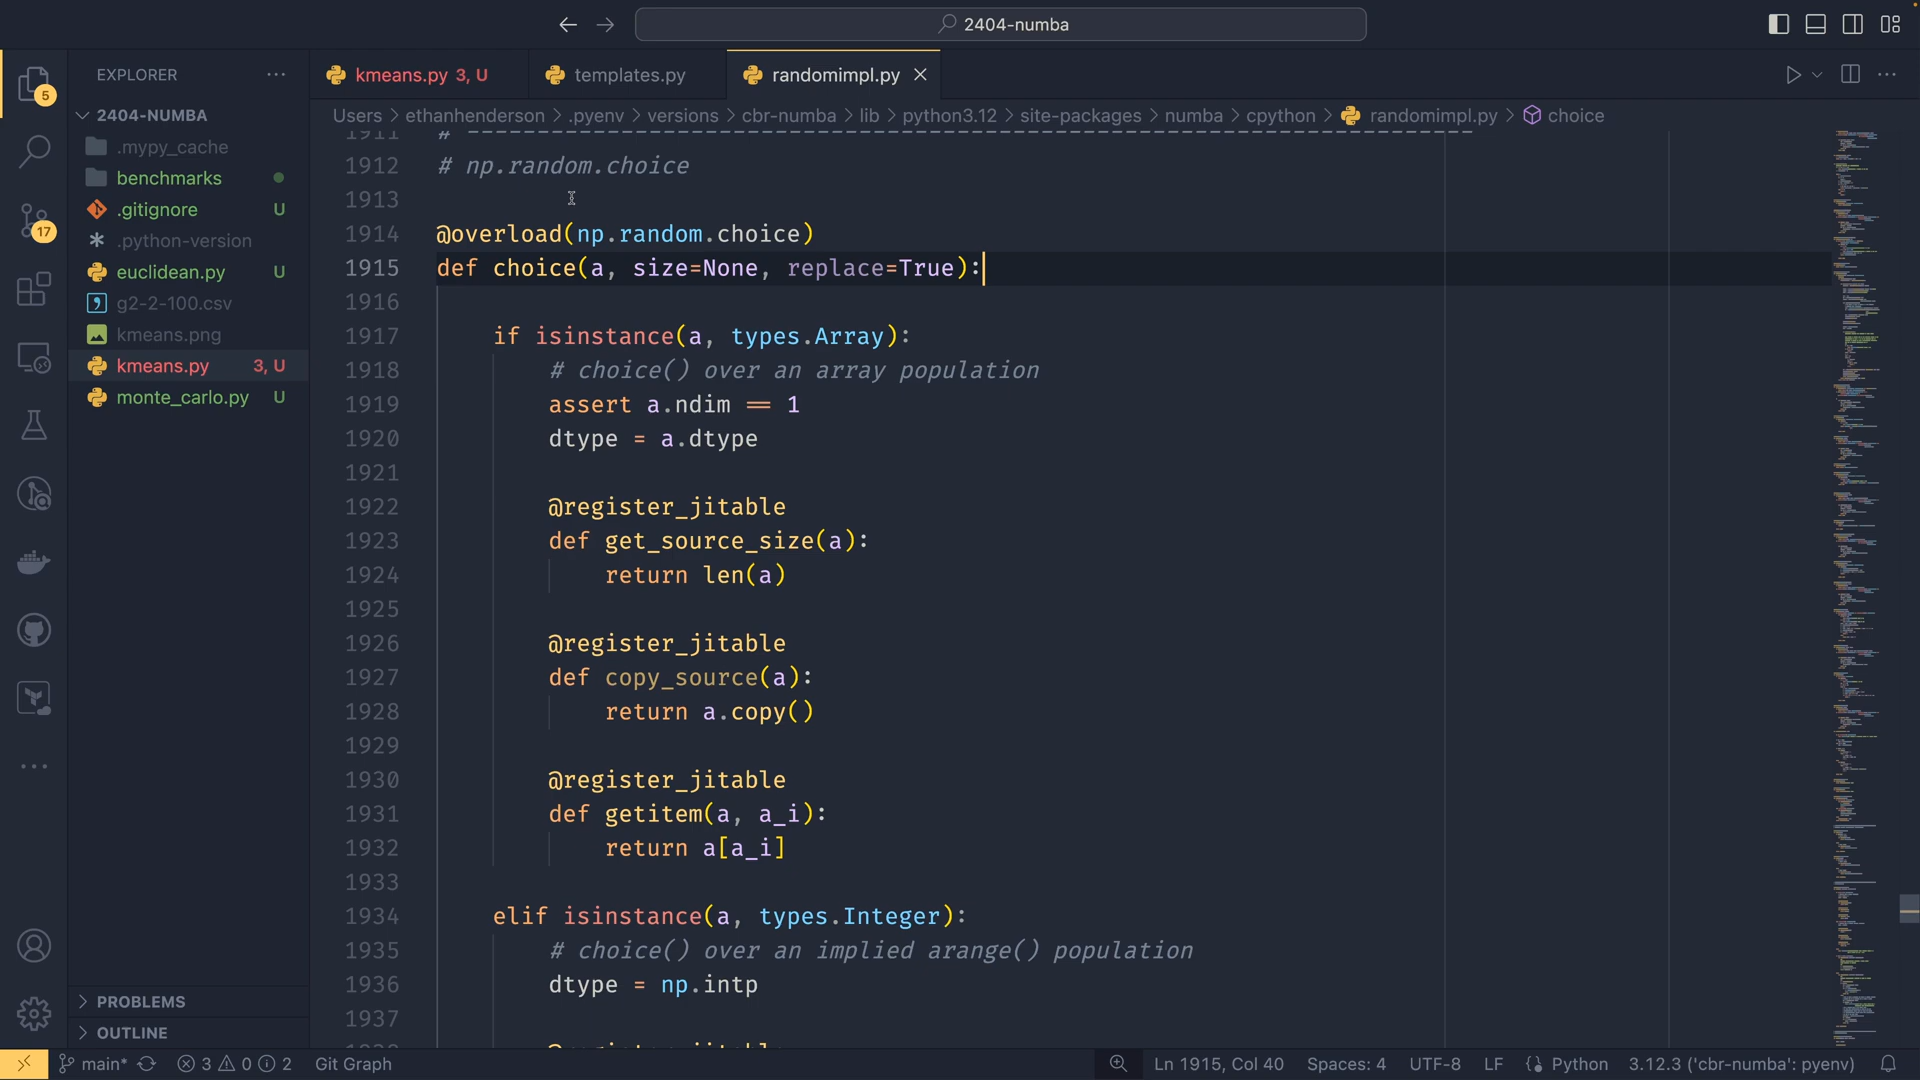 2404-numba
EXPLORER
kmeans.py 3, U
templates.py
randomimpl.py
Users > ethanhenderson > .pyenv > versions > cbr-numba > lib > python3.12 > site-packages > numba > cpython > randomimpl.py > choice
2404-NUMBA
.mypy_cache
benchmarks
.gitignore U
.python-version
euclidean.py U
g2-2-100.csv
kmeans.png
kmeans.py 3, U
monte_carlo.py U
5
17
PROBLEMS
OUTLINE
1911 # -----------------------------------------------------------------------
1912 # np.random.choice
1913
1914 @overload(np.random.choice)
1915 def choice(a, size=None, replace=True):
1916
1917 if isinstance(a, types.Array):
1918 # choice() over an array population
1919 assert a.ndim == 1
1920 dtype = a.dtype
1921
1922 @register_jitable
1923 def get_source_size(a):
1924 return len(a)
1925
1926 @register_jitable
1927 def copy_source(a):
1928 return a.copy()
1929
1930 @register_jitable
1931 def getitem(a, a_i):
1932 return a[a_i]
1933
1934 elif isinstance(a, types.Integer):
1935 # choice() over an implied arange() population
1936 dtype = np.intp
1937
main* 3 0 2 Git Graph Ln 1915, Col 40 Spaces: 4 UTF-8 LF Python 3.12.3 ('cbr-numba': pyenv)